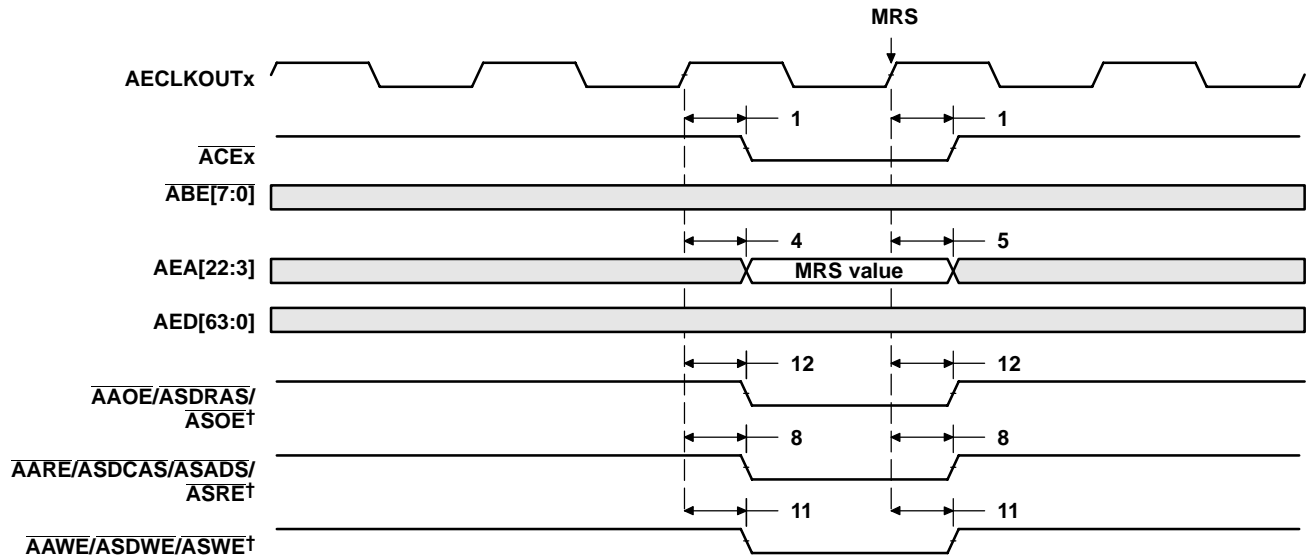 MRS
AECLKOUTx
1 1
ACEx
ABE[7:0]
4 5
AEA[22:3] MRS value
AED[63:0]
12 12
AAOE/ASDRAS/
ASOE†
8 8
AARE/ASDCAS/ASADS/
ASRE†
11 11
AAWE/ASDWE/ASWE†